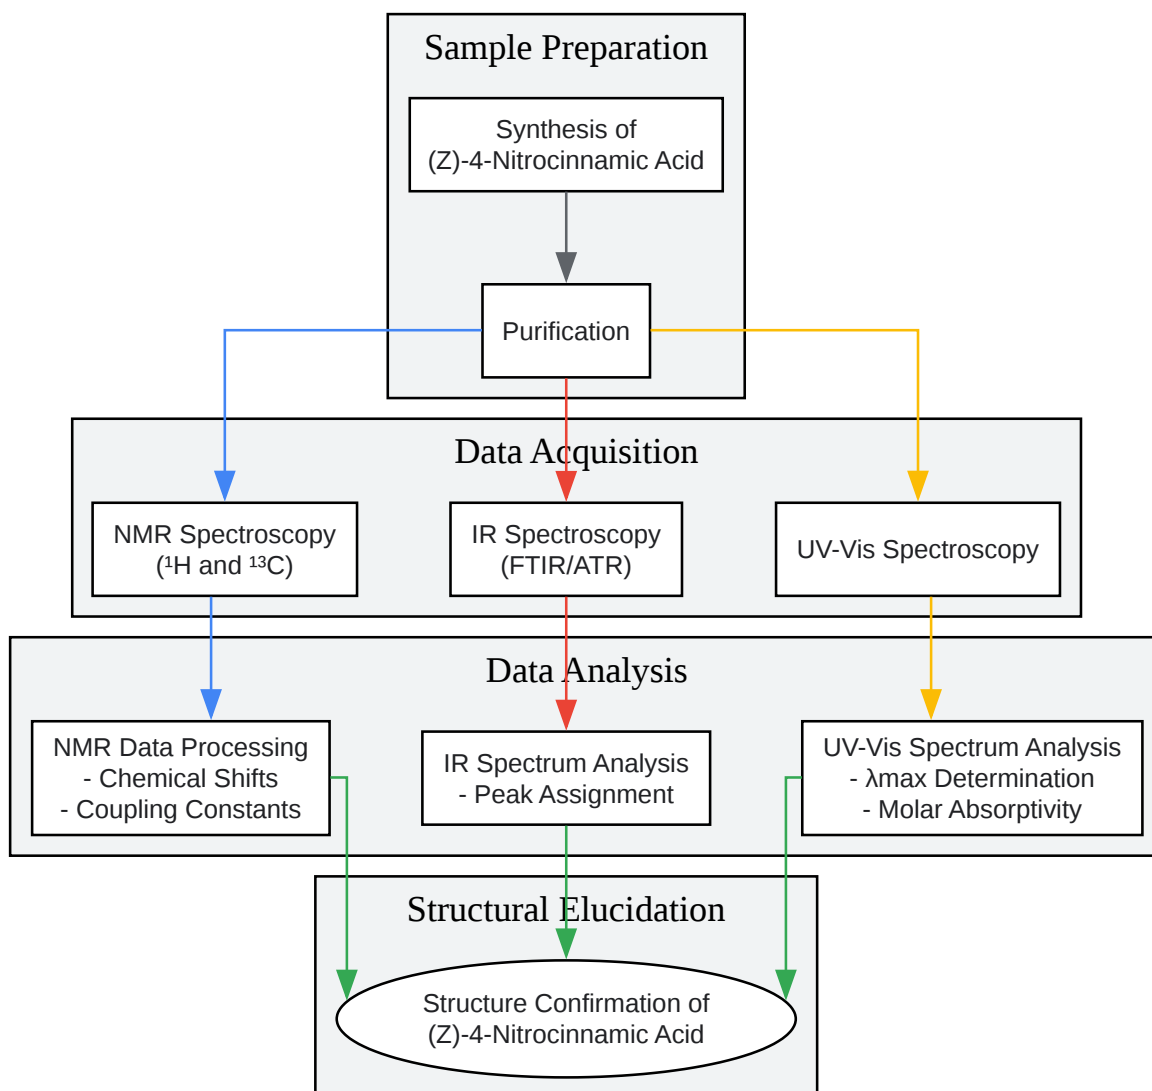 Sample Preparation
Synthesis of
(Z)-4-Nitrocinnamic Acid
Purification
Data Acquisition
NMR Spectroscopy
(¹H and ¹³C)
IR Spectroscopy
(FTIR/ATR)
UV-Vis Spectroscopy
Data Analysis
NMR Data Processing
- Chemical Shifts
- Coupling Constants
IR Spectrum Analysis
- Peak Assignment
UV-Vis Spectrum Analysis
- λmax Determination
- Molar Absorptivity
Structural Elucidation
Structure Confirmation of
(Z)-4-Nitrocinnamic Acid